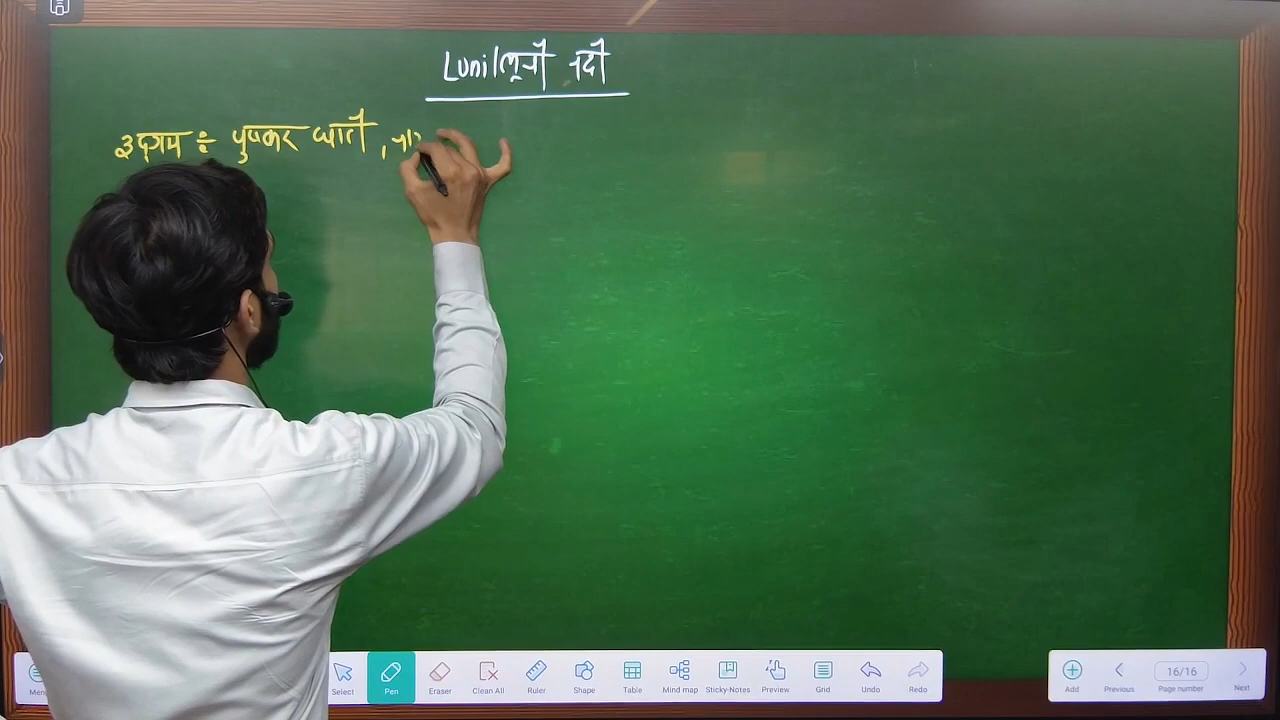 Luni/लूनी नदी
उद्गम ÷ पुष्कर घाटी,
Select Pen Eraser Clean All Ruler Shape Table Mind map Sticky-Notes Preview Grid Undo Redo Add Previous 16/16 Page number Next